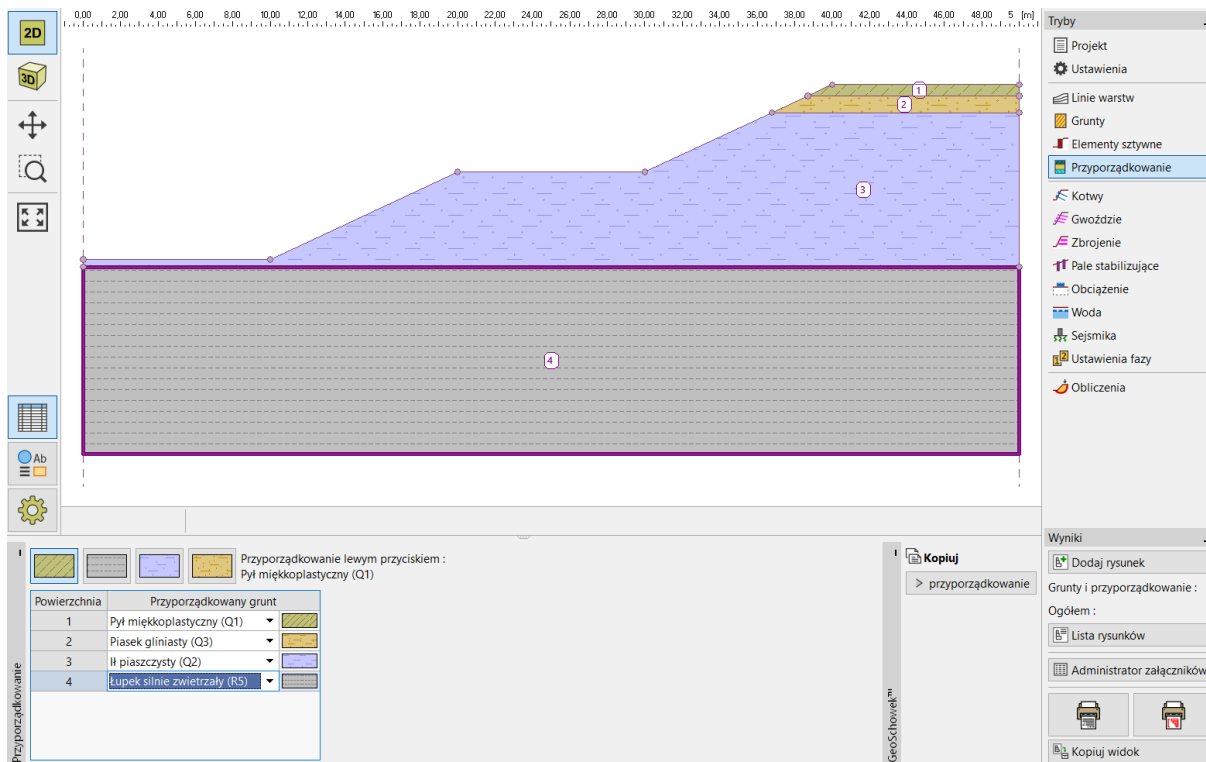 2D
3D
Ab
0,00 2,00 4,00 6,00 8,00 10,00 12,00 14,00 16,00 18,00 20,00 22,00 24,00 26,00 28,00 30,00 32,00 34,00 36,00 38,00 40,00 42,00 44,00 46,00 48,00 5 [m]
1
2
3
4
Tryby
Projekt
Ustawienia
Linie warstw
Grunty
Elementy sztywne
Przyporządkowanie
Kotwy
Gwoździe
Zbrojenie
Pale stabilizujące
Obciążenie
Woda
Sejsmika
Ustawienia fazy
Obliczenia
Przyporządkowanie
Przyporządkowanie lewym przyciskiem :
Pył miękkoplastyczny (Q1)
Powierzchnia Przyporządkowany grunt
1 Pył miękkoplastyczny (Q1)
2 Piasek gliniasty (Q3)
3 Ił piaszczysty (Q2)
4 Łupek silnie zwietrzały (R5)
GeoSchowek™
Kopiuj
> przyporządkowanie
Wyniki
Dodaj rysunek
Grunty i przyporządkowanie :
Ogółem :
Lista rysunków
Administrator załączników
Kopiuj widok